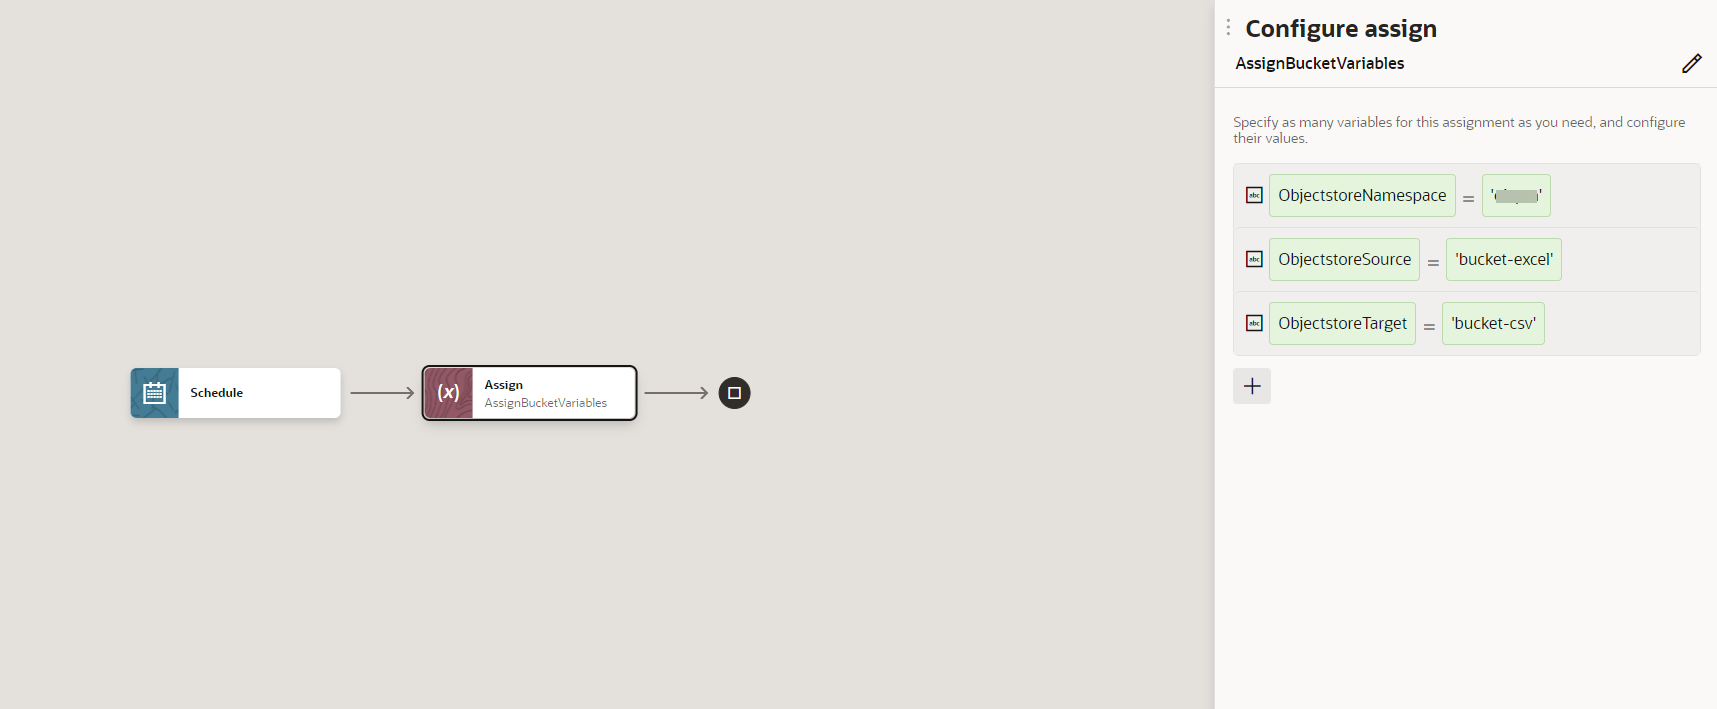 Configure assign
AssignBucketVariables
Specify as many variables for this assignment as you need, and configure
their values.
abc ObjectstoreNamespace =
abc ObjectstoreSource = 'bucket-excel'
abc ObjectstoreTarget = 'bucket-csv'
Schedule
(x)
Assign
AssignBucketVariables